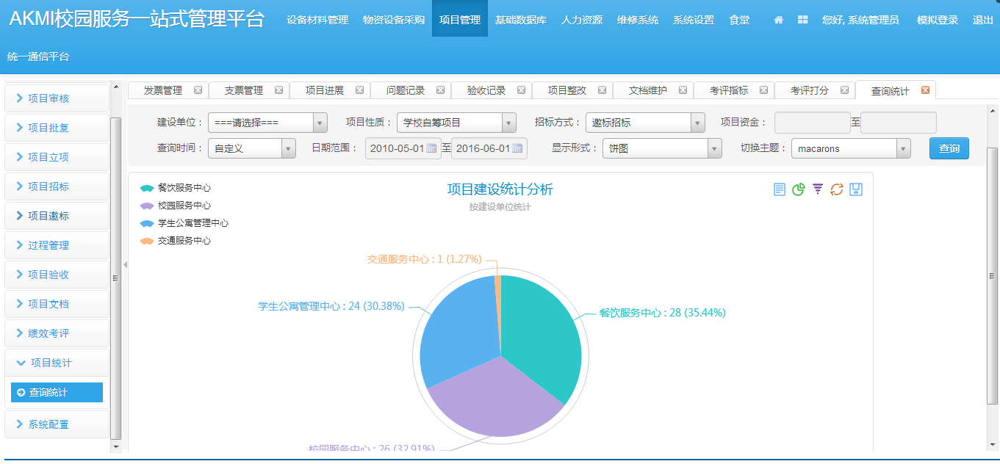 AKMI校园服务一站式管理平台
设备材料管理 物资设备采购 项目管理 基础数据库 人力资源 维修系统 系统设置 食堂 您好, 系统管理员 模拟登录 退出
统一通信平台
项目审核
项目批复
项目立项
项目招标
项目邀标
过程管理
项目验收
项目文档
绩效考评
项目统计
查询统计
系统配置
发票管理 支票管理 项目进展 问题记录 验收记录 项目整改 文档维护 考评指标 考评打分 查询统计
建设单位： ===请选择=== 项目性质： 学校自筹项目 招标方式： 邀标招标 项目资金： 至
查询时间： 自定义 日期范围： 2010-05-01 至 2016-06-01 显示形式： 饼图 切换主题： macarons 查询
餐饮服务中心
校园服务中心
学生公寓管理中心
交通服务中心
项目建设统计分析
按建设单位统计
交通服务中心 : 1 (1.27%)
学生公寓管理中心 : 24 (30.38%)
餐饮服务中心 : 28 (35.44%)
校园服务中心 : 26 (32.91%)